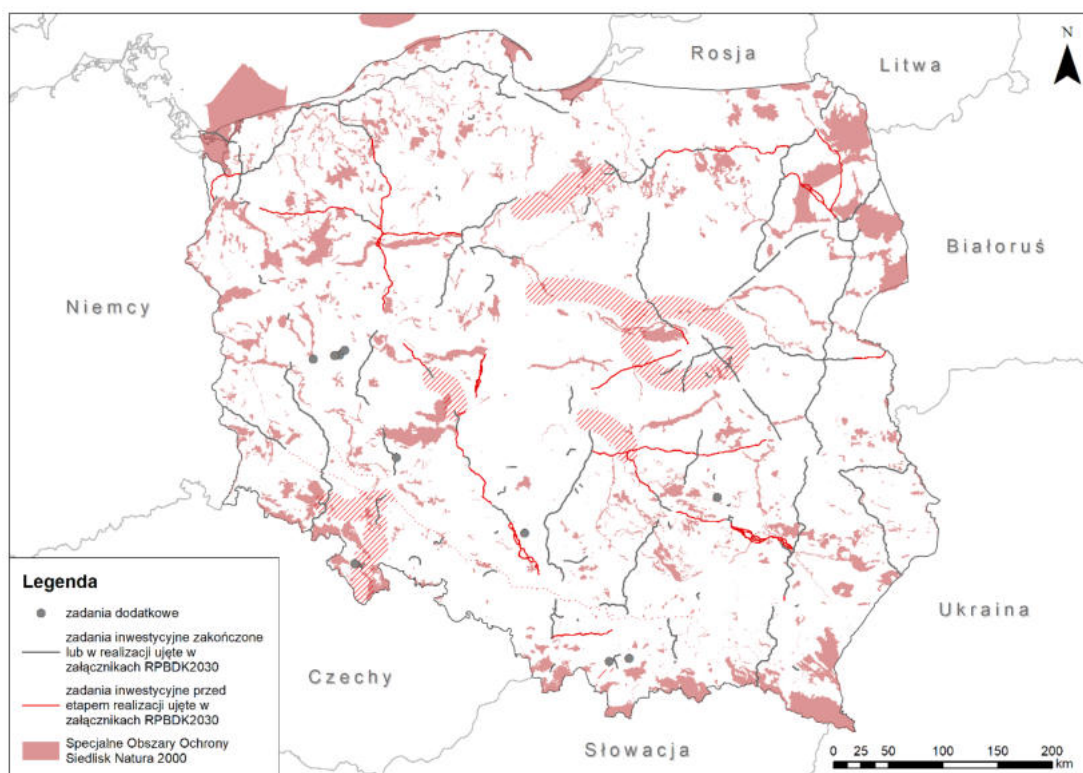 Rosja
Litwa
N
Białoruś
Niemcy
Legenda
zadania dodatkowe
zadania inwestycyjne zakończone
lub w realizacji ujęte w
załącznikach RPBDK2030
zadania inwestycyjne przed
etapem realizacji ujęte w
załącznikach RPBDK2030
Specjalne Obszary Ochrony
Siedlisk Natura 2000
Ukraina
Czechy
Słowacja
0 25 50 100 150 200
km